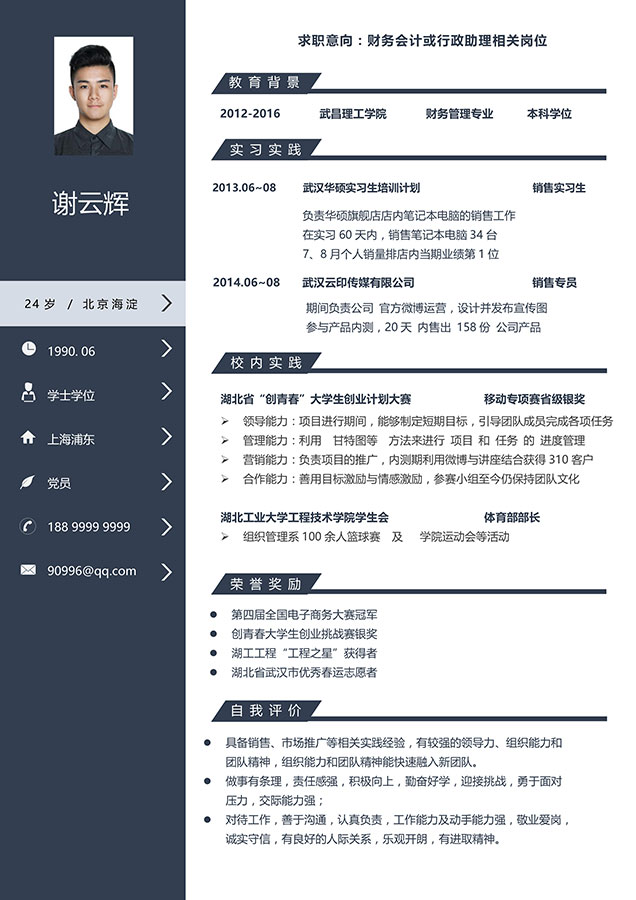 谢云辉
24 岁 / 北京海淀
1990. 06
学士学位
上海浦东
党员
188 9999 9999
90996@qq.com
求职意向：财务会计或行政助理相关岗位
教育背景
2012-2016 武昌理工学院 财务管理专业 本科学位
实习实践
2013.06~08 武汉华硕实习生培训计划 销售实习生
负责华硕旗舰店店内笔记本电脑的销售工作
在实习 60 天内，销售笔记本电脑 34 台
7、8 月个人销量排店内当期业绩第 1 位
2014.06~08 武汉云印传媒有限公司 销售专员
期间负责公司 官方微博运营，设计并发布宣传图
参与产品内测，20 天 内售出 158 份 公司产品
校内实践
湖北省“创青春”大学生创业计划大赛 移动专项赛省级银奖
➢ 领导能力：项目进行期间，能够制定短期目标，引导团队成员完成各项任务
➢ 管理能力：利用 甘特图等 方法来进行 项目 和 任务 的 进度管理
➢ 营销能力：负责项目的推广，内测期利用微博与讲座结合获得 310 客户
➢ 合作能力：善用目标激励与情感激励，参赛小组至今仍保持团队文化
湖北工业大学工程技术学院学生会 体育部部长
➢ 组织管理系 100 余人篮球赛 及 学院运动会等活动
荣誉奖励
● 第四届全国电子商务大赛冠军
● 创青春大学生创业挑战赛银奖
● 湖工工程“工程之星”获得者
● 湖北省武汉市优秀春运志愿者
自我评价
● 具备销售、市场推广等相关实践经验，有较强的领导力、组织能力和
团队精神，组织能力和团队精神能快速融入新团队。
● 做事有条理，责任感强，积极向上，勤奋好学，迎接挑战，勇于面对
压力，交际能力强；
● 对待工作，善于沟通，认真负责，工作能力及动手能力强，敬业爱岗，
诚实守信，有良好的人际关系，乐观开朗，有进取精神。